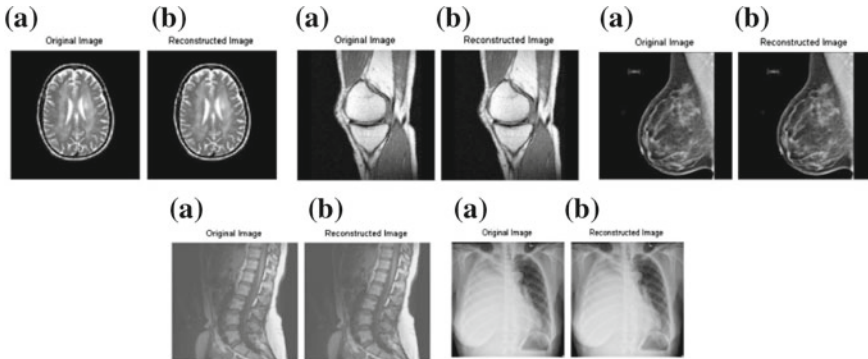 (a) (b) (a) (b) (a) (b)
Original Image Reconstructed Image Original Image Reconstructed Image Original Image Reconstructed Image
(a) (b) (a) (b)
Original Image Reconstructed Image Original Image Reconstructed Image